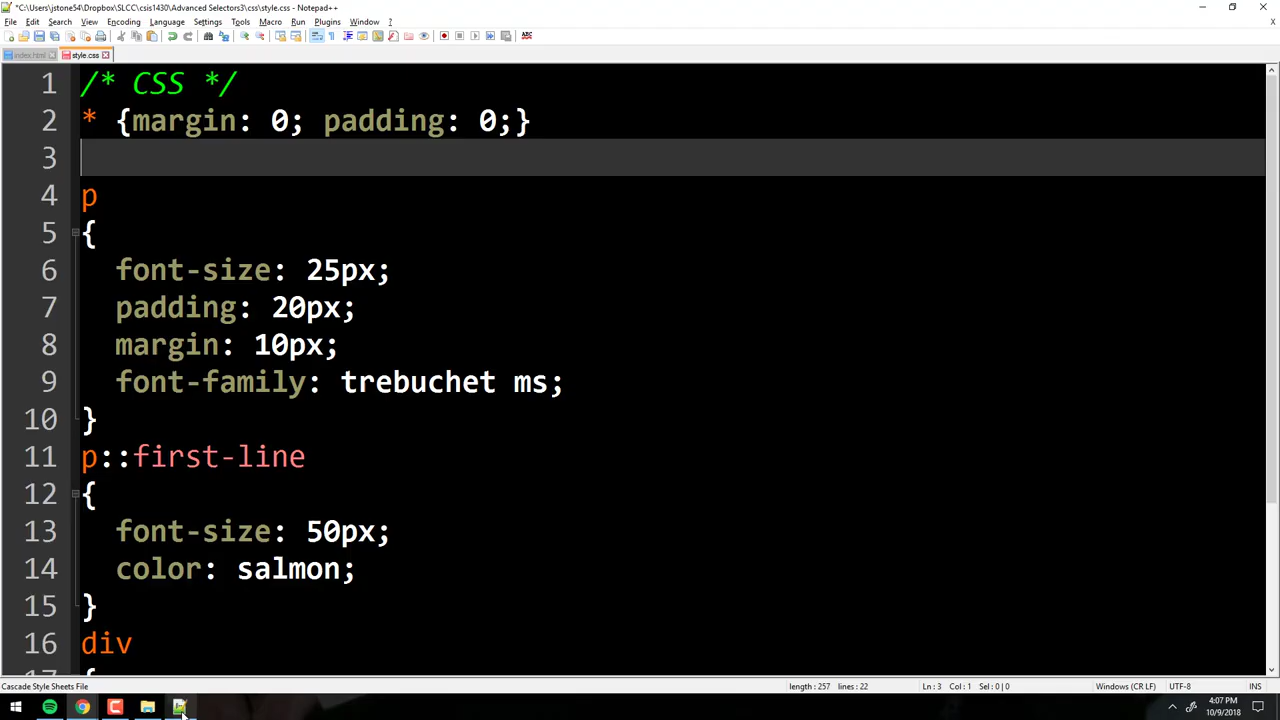 *C:\Users\jstone54\Dropbox\SLCC\csis1430\Advanced Selectors3\css\style.css - Notepad++
File Edit Search View Encoding Language Settings Tools Macro Run Plugins Window ?
X
index.html style.css
1 /* CSS */
2 * {margin: 0; padding: 0;}
3
4 p
5 {
6 font-size: 25px;
7 padding: 20px;
8 margin: 10px;
9 font-family: trebuchet ms;
10 }
11 p::first-line
12 {
13 font-size: 50px;
14 color: salmon;
15 }
16 div
17 {
Cascade Style Sheets File length : 257 lines : 22 Ln : 3 Col : 1 Sel : 0 | 0 Windows (CR LF) UTF-8 INS
4:07 PM
10/9/2018